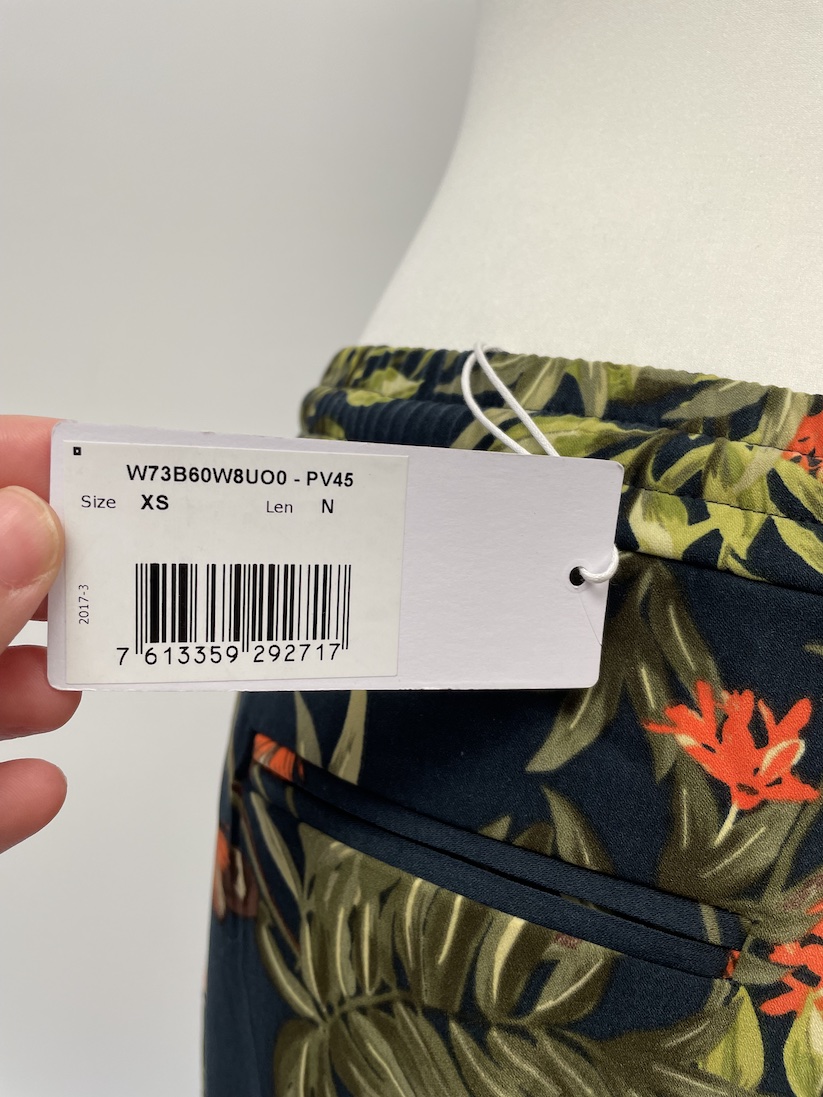 W73B60W8UO0 - PV45
Size XS Len N
2017-3
7 613359 292717